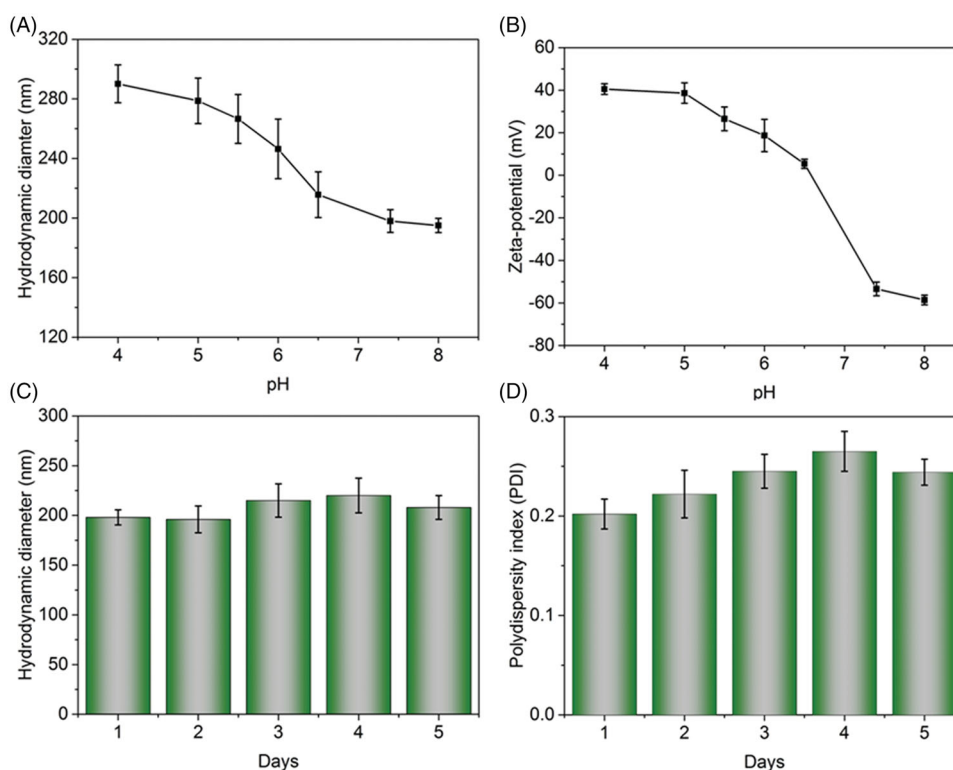 (A)
320
280
240
200
160
120
Hydrodynamic diamter (nm)
4 5 6 7 8
pH
(B)
60
40
20
0
-20
-40
-60
-80
Zeta-potential (mV)
4 5 6 7 8
pH
(C)
300
250
200
150
100
50
0
Hydrodynamic diameter (nm)
1 2 3 4 5
Days
(D)
0.3
0.2
0.1
0.0
Polydispersity index (PDI)
1 2 3 4 5
Days